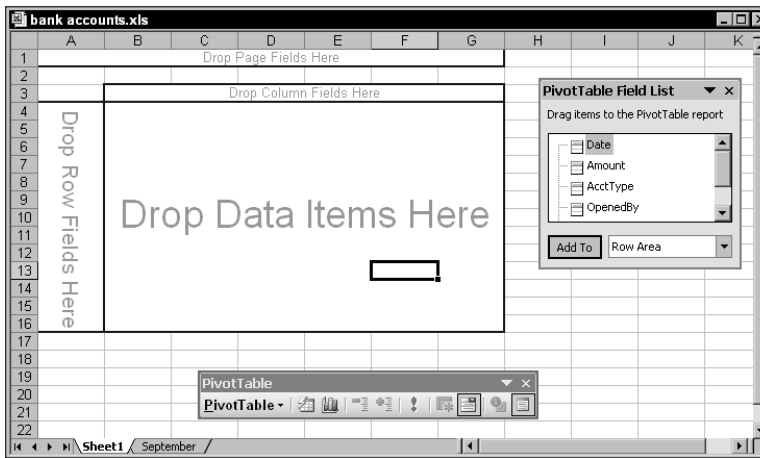 bank accounts.xls
A B C D E F G H I J K
1 Drop Page Fields Here
2
3 Drop Column Fields Here
4
5
6
7
8
9
10
11
12
13
14
15
16
17
18
19
20
21
22
Drop Row Fields Here
Drop Data Items Here
PivotTable Field List
Drag items to the PivotTable report
Date
Amount
AcctType
OpenedBy
Add To Row Area
PivotTable
PivotTable
Sheet1 September